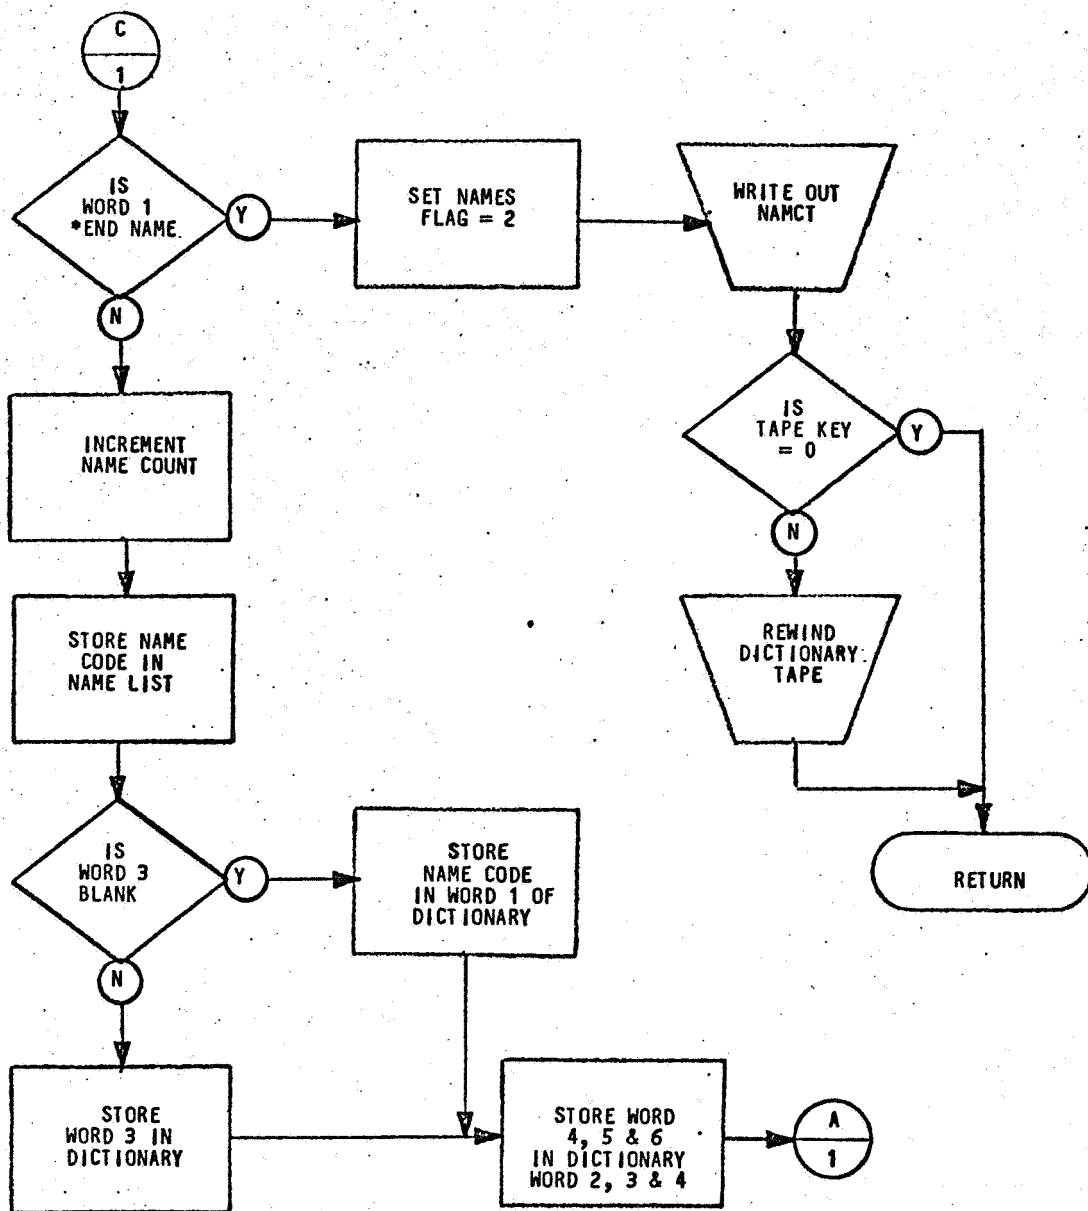 C
1
IS
WORD 1
*END NAME.
Y
SET NAMES
FLAG = 2
WRITE OUT
NAMCT
N
IS
TAPE KEY
= 0
Y
INCREMENT
NAME COUNT
N
STORE NAME
CODE IN
NAME LIST
REWIND
DICTIONARY
TAPE
IS
WORD 3
BLANK
Y
STORE
NAME CODE
IN WORD 1 OF
DICTIONARY
RETURN
N
STORE
WORD 3 IN
DICTIONARY
STORE WORD
4, 5 & 6
IN DICTIONARY
WORD 2, 3 & 4
A
1